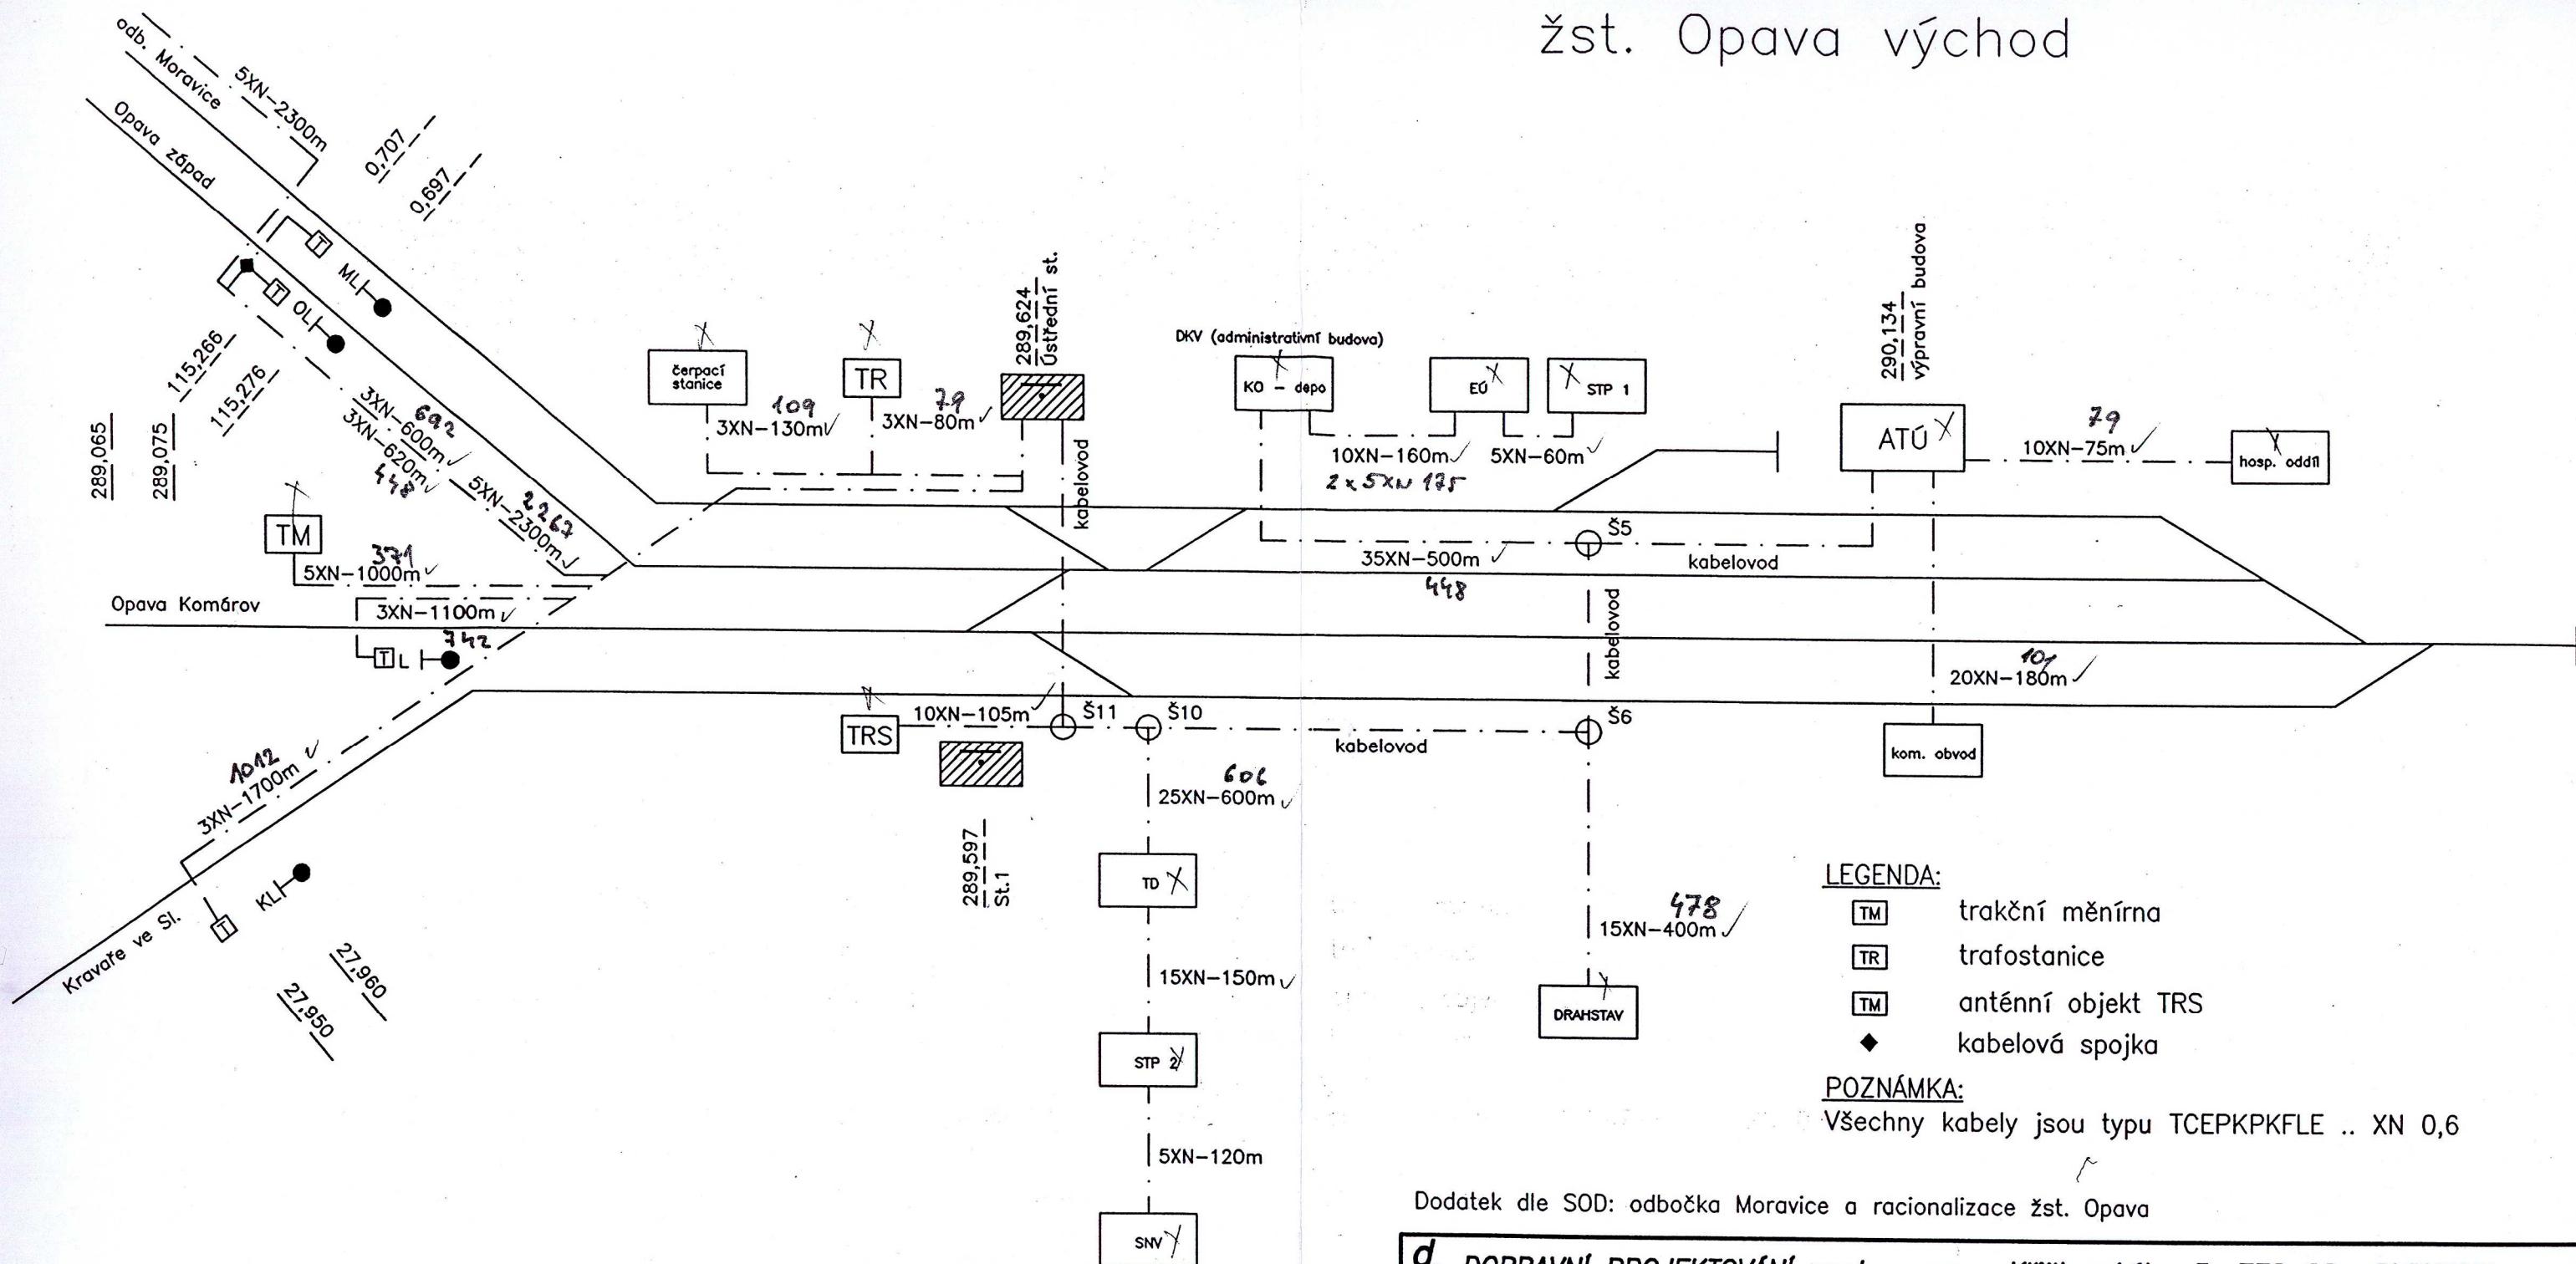 žst. Opava východ
odb. Moravice
5XN-2300m
Opava západ
0,707
0,697
T
ML
T
OL
115,266
115,276
289,065
289,075
3XN-600m
692
3XN-620m
448
5XN-2300m
2267
TM
371
5XN-1000m
Opava Komárov
3XN-1100m
742
T L
1012
3XN-1700m
Kravaře ve Sl.
T
KL
27,960
27,950
čerpací
stanice
109
3XN-130m
TR
79
3XN-80m
289,624
Ústřední st.
kabelovod
DKV (administrativní budova)
KO - depo
EÚ
STP 1
10XN-160m
2 x 5XN 175
5XN-60m
35XN-500m
448
Š5
kabelovod
kabelovod
290,134
výpravní budova
ATÚ
79
10XN-75m
hosp. oddíl
101
20XN-180m
kom. obvod
TRS
10XN-105m
Š11
Š10
kabelovod
Š6
289,597
St.1
606
25XN-600m
TD
15XN-150m
STP 2
5XN-120m
SNV
478
15XN-400m
DRAHSTAV
LEGENDA:
TM trakční měnírna
TR trafostanice
TM anténní objekt TRS
kabelová spojka
POZNÁMKA:
Všechny kabely jsou typu TCEPKPKFLE .. XN 0,6
Dodatek dle SOD: odbočka Moravice a racionalizace žst. Opava
d DOPRAVNÍ PROJEKTOVÁNÍ